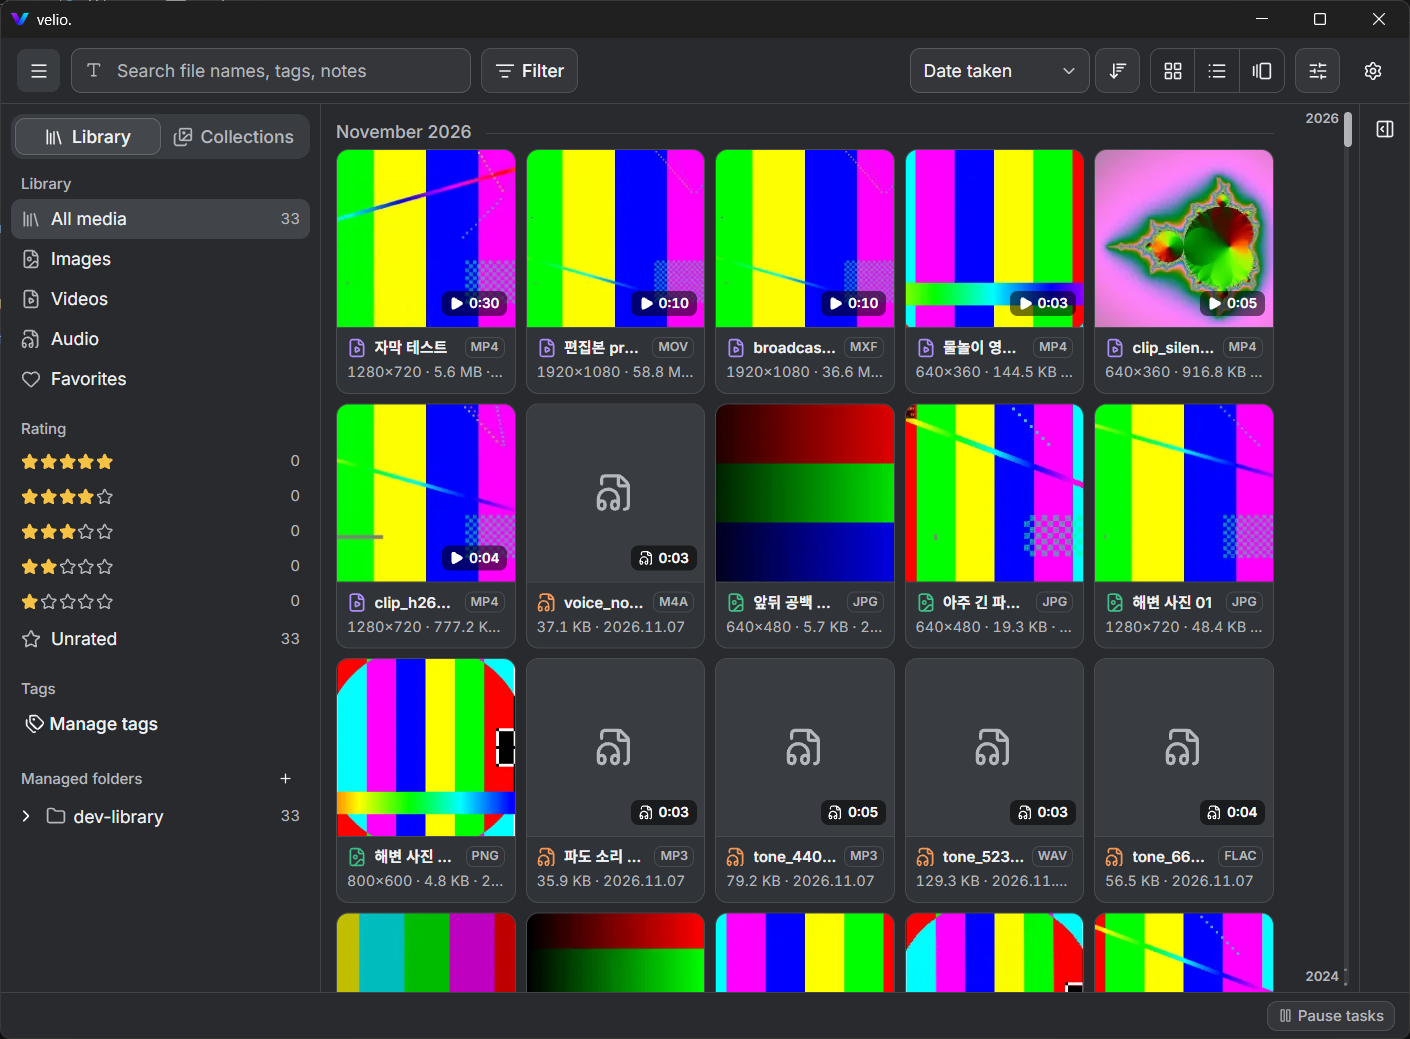 velio.
Search file names, tags, notes
Filter
Date taken
Library
Collections
Library
All media 33
Images
Videos
Audio
Favorites
Rating
0
0
0
0
0
Unrated 33
Tags
Manage tags
Managed folders
dev-library 33
November 2026
2026
0:30
0:10
0:10
0:03
0:05
자막 테스트 MP4
1280×720 · 5.6 MB ·...
편집본 pr... MOV
1920×1080 · 58.8 M...
broadcas... MXF
1920×1080 · 36.6 M...
물놀이 영... MP4
640×360 · 144.5 KB ...
clip_silen... MP4
640×360 · 916.8 KB ...
0:04
0:03
clip_h26... MP4
1280×720 · 777.2 K...
voice_no... M4A
37.1 KB · 2026.11.07
앞뒤 공백 ... JPG
640×480 · 5.7 KB · 2...
아주 긴 파... JPG
640×480 · 19.3 KB · ...
해변 사진 01 JPG
1280×720 · 48.4 KB ...
0:03
0:05
0:03
0:04
해변 사진 ... PNG
800×600 · 4.8 KB · 2...
파도 소리 ... MP3
35.9 KB · 2026.11.07
tone_440... MP3
79.2 KB · 2026.11.07
tone_523... WAV
129.3 KB · 2026.11....
tone_66... FLAC
56.5 KB · 2026.11.07
2024
Pause tasks